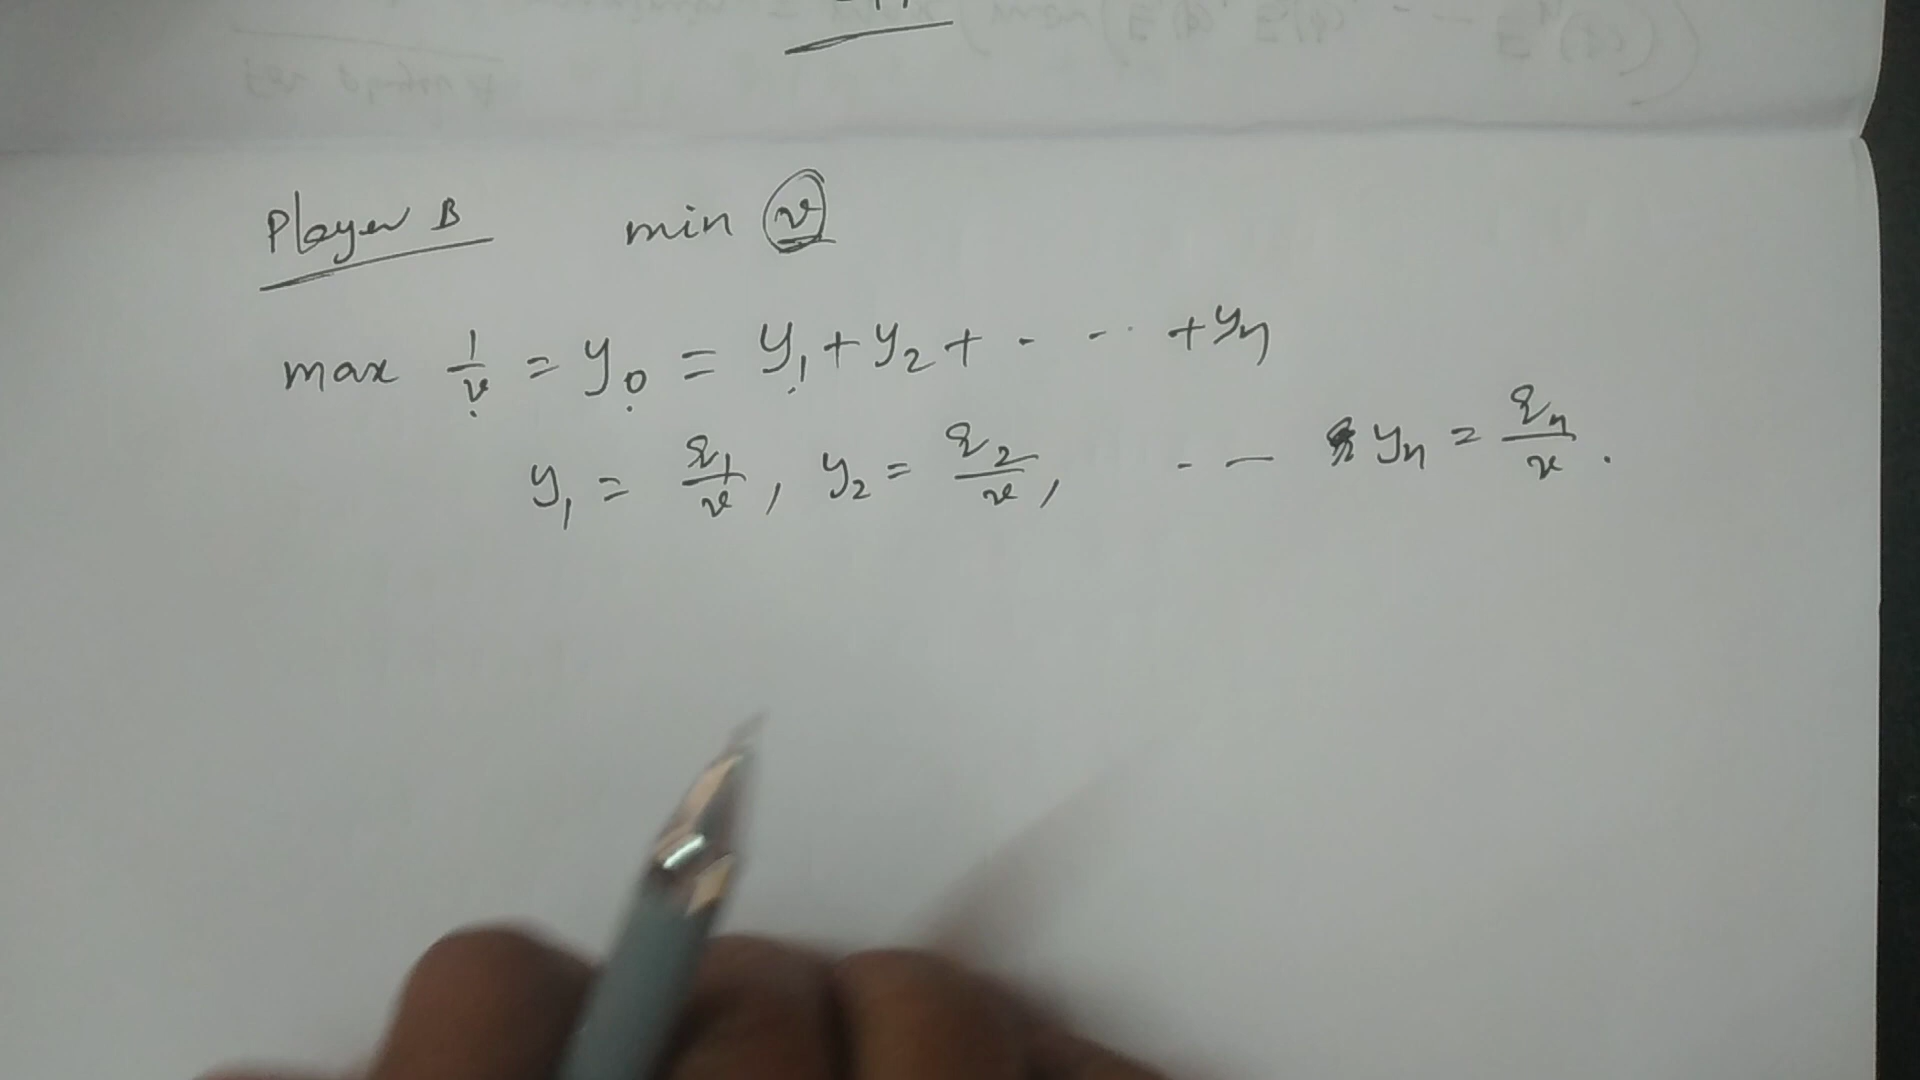 Player B min v
max 1/v = y₀ = y₁ + y₂ + - - .. + yₙ
y₁ = q₁/v, y₂ = q₂/v, - - yₙ = qₙ/v.